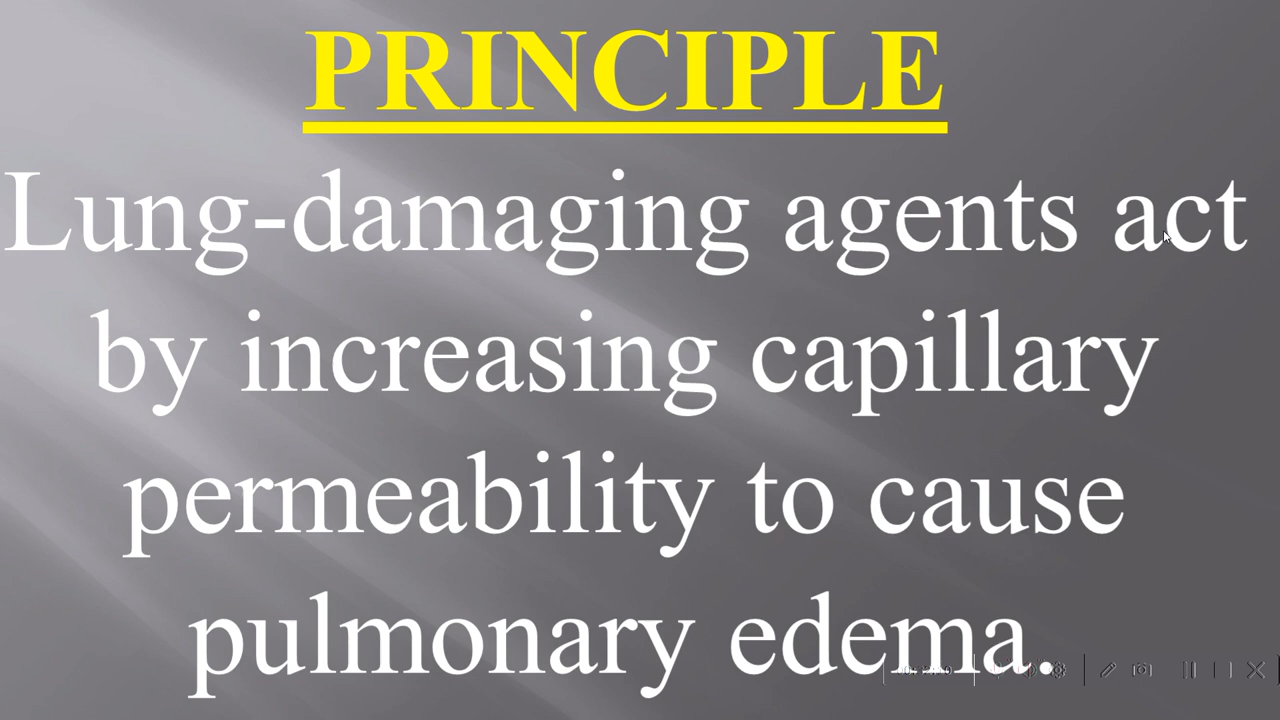 PRINCIPLE
Lung-damaging agents act
by increasing capillary
permeability to cause
pulmonary edema.